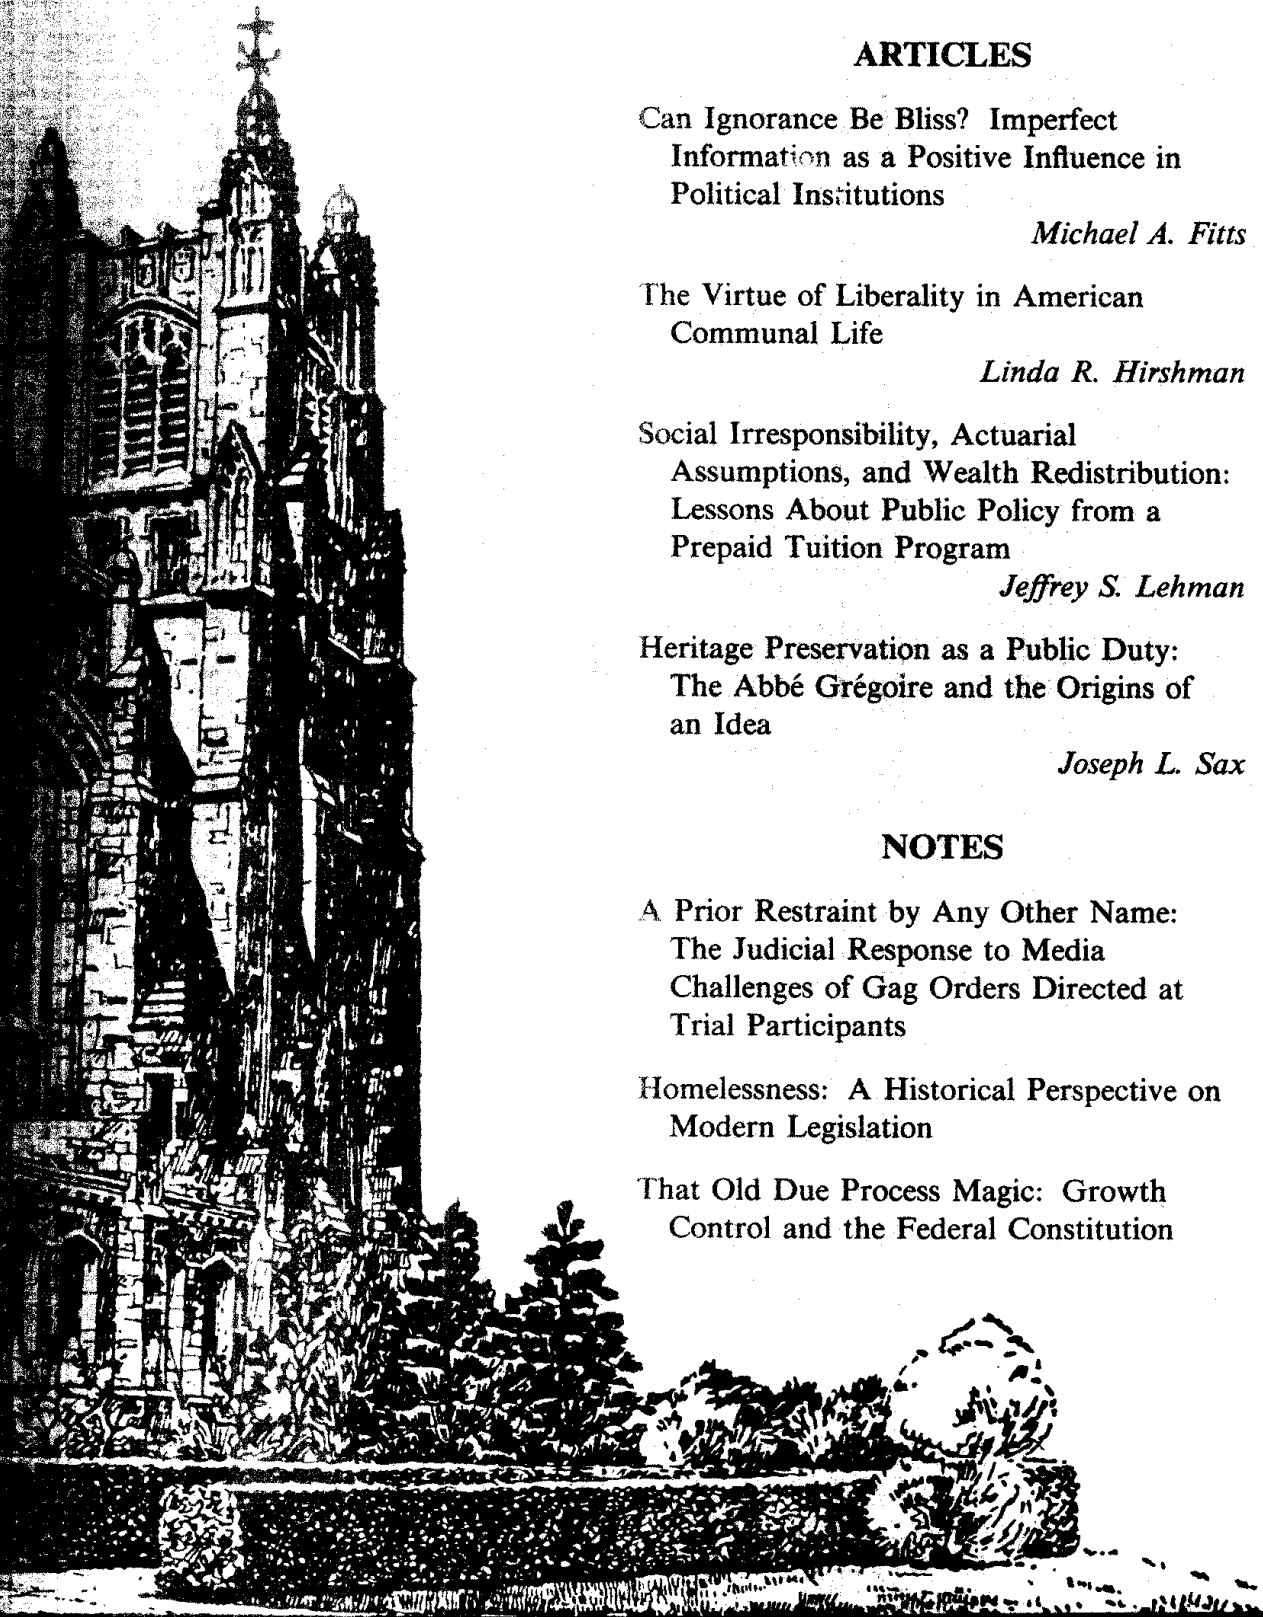 ARTICLES
Can Ignorance Be Bliss? Imperfect
Information as a Positive Influence in
Political Institutions
Michael A. Fitts
The Virtue of Liberality in American
Communal Life
Linda R. Hirshman
Social Irresponsibility, Actuarial
Assumptions, and Wealth Redistribution:
Lessons About Public Policy from a
Prepaid Tuition Program
Jeffrey S. Lehman
Heritage Preservation as a Public Duty:
The Abbé Grégoire and the Origins of
an Idea
Joseph L. Sax
NOTES
A Prior Restraint by Any Other Name:
The Judicial Response to Media
Challenges of Gag Orders Directed at
Trial Participants
Homelessness: A Historical Perspective on
Modern Legislation
That Old Due Process Magic: Growth
Control and the Federal Constitution